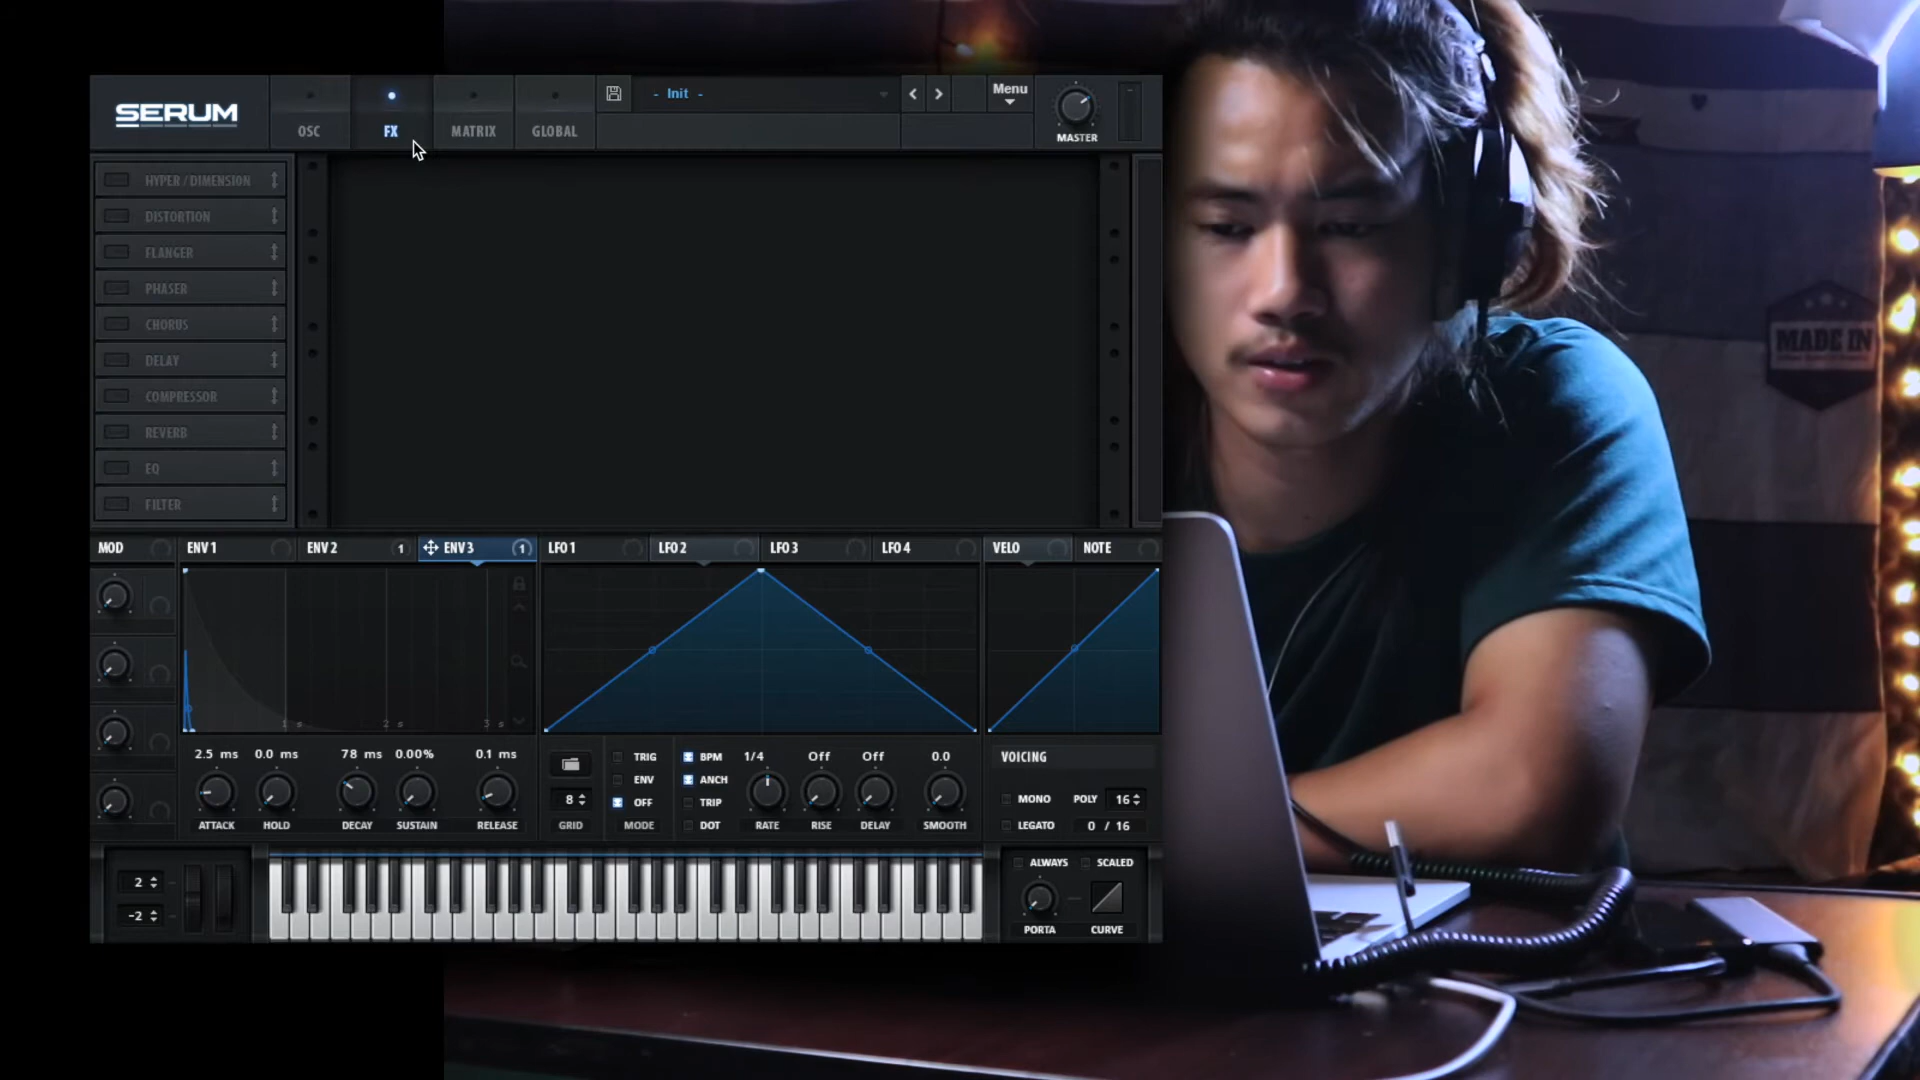 SERUM
OSC
FX
MATRIX
GLOBAL
- Init -
Menu
MASTER
HYPER / DIMENSION
DISTORTION
FLANGER
PHASER
CHORUS
DELAY
COMPRESSOR
REVERB
EQ
FILTER
MADE IN
MOD
ENV 1
ENV 2
1
ENV 3
1
LFO 1
LFO 2
LFO 3
LFO 4
VELO
NOTE
1 s
2 s
3 s
2.5 ms
0.0 ms
78 ms
0.00%
0.1 ms
ATTACK
HOLD
DECAY
SUSTAIN
RELEASE
8
GRID
TRIG
ENV
OFF
MODE
BPM
ANCH
TRIP
DOT
1/4
Off
Off
0.0
RATE
RISE
DELAY
SMOOTH
VOICING
MONO
POLY
16
LEGATO
0 / 16
2
-2
ALWAYS
SCALED
PORTA
CURVE